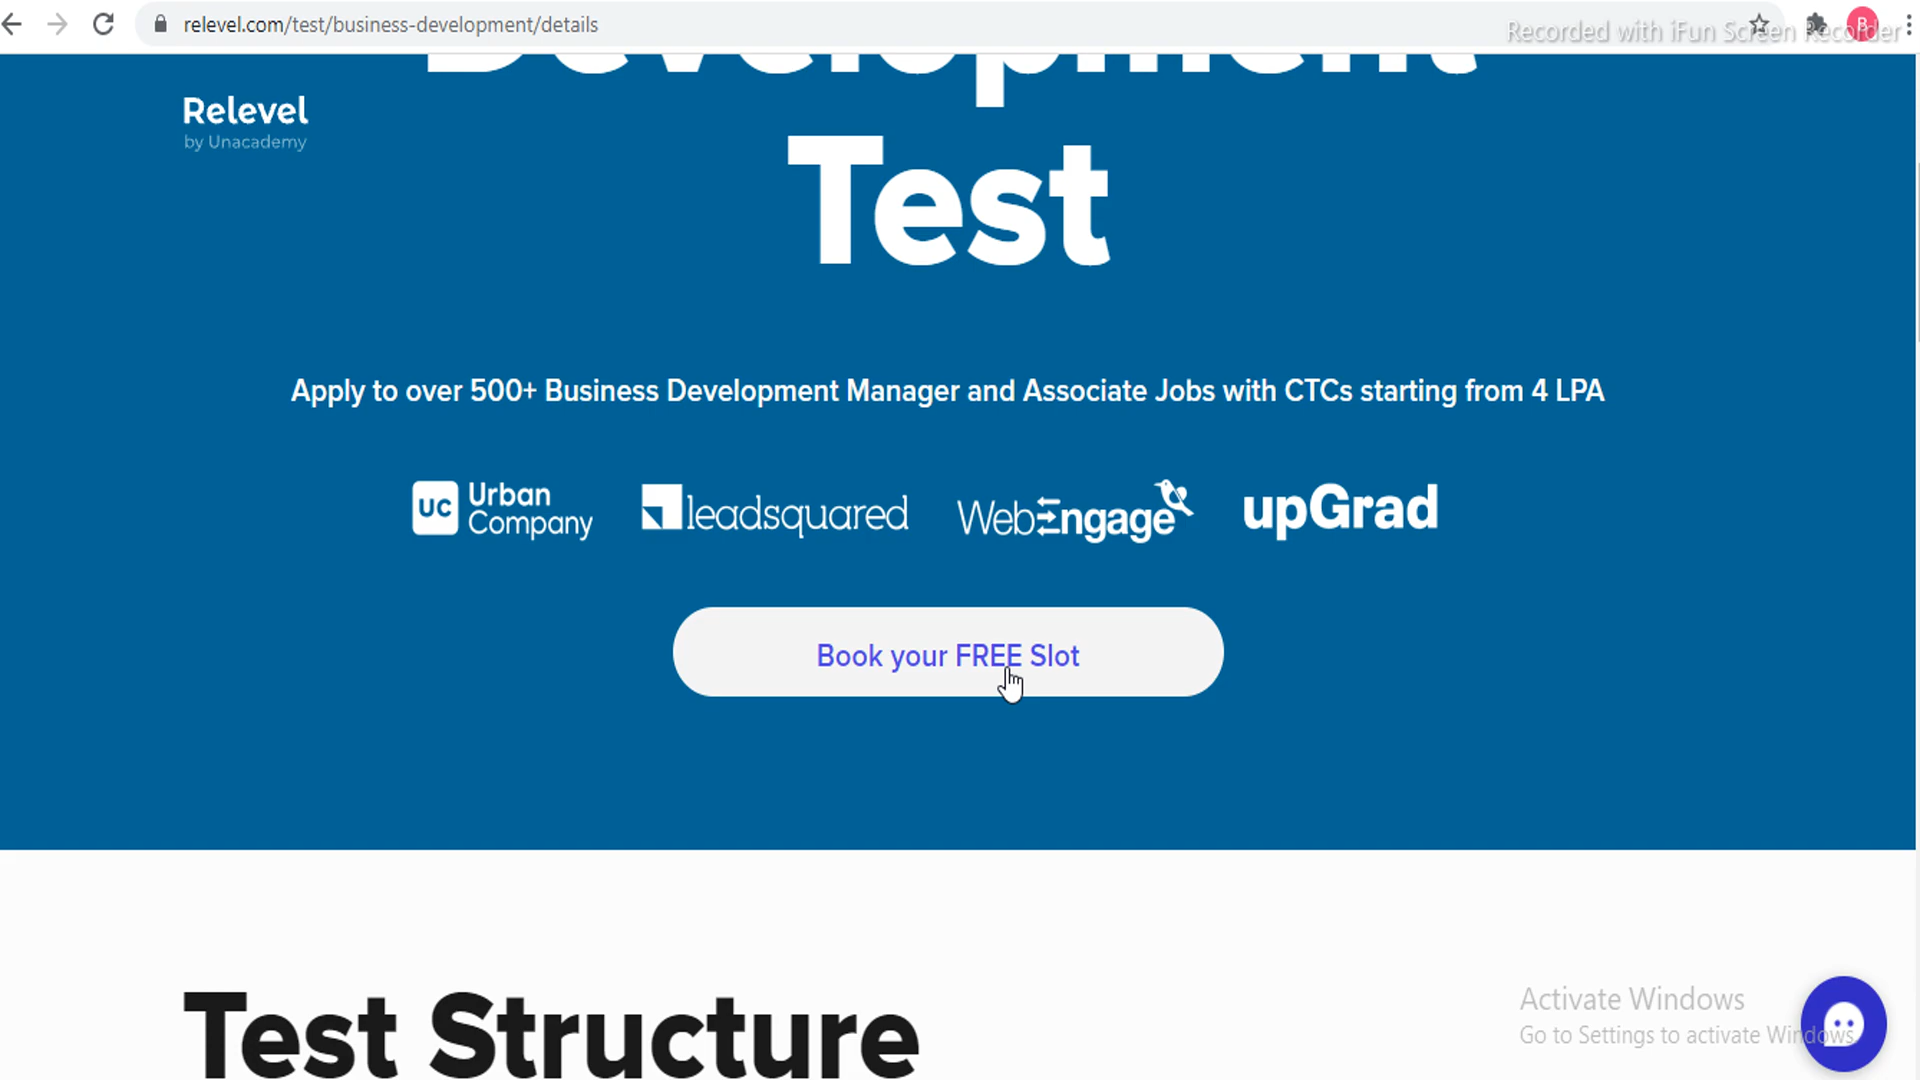 relevel.com/test/business-development/details
B
Recorded with iFun Screen Recorder
Development
Relevel
by Unacademy
Test
Apply to over 500+ Business Development Manager and Associate Jobs with CTCs starting from 4 LPA
UC Urban Company
leadsquared
WebEngage
upGrad
Book your FREE Slot
Test Structure
Activate Windows
Go to Settings to activate Windows.